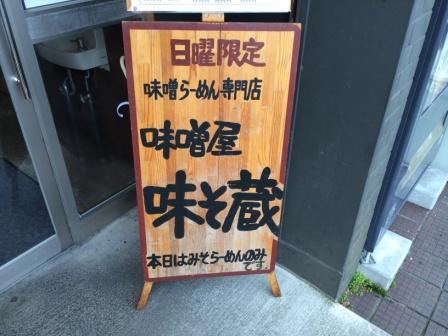 日曜限定
味噌らーめん専門店
味噌屋
味そ蔵
本日はみそらーめんのみ
です。